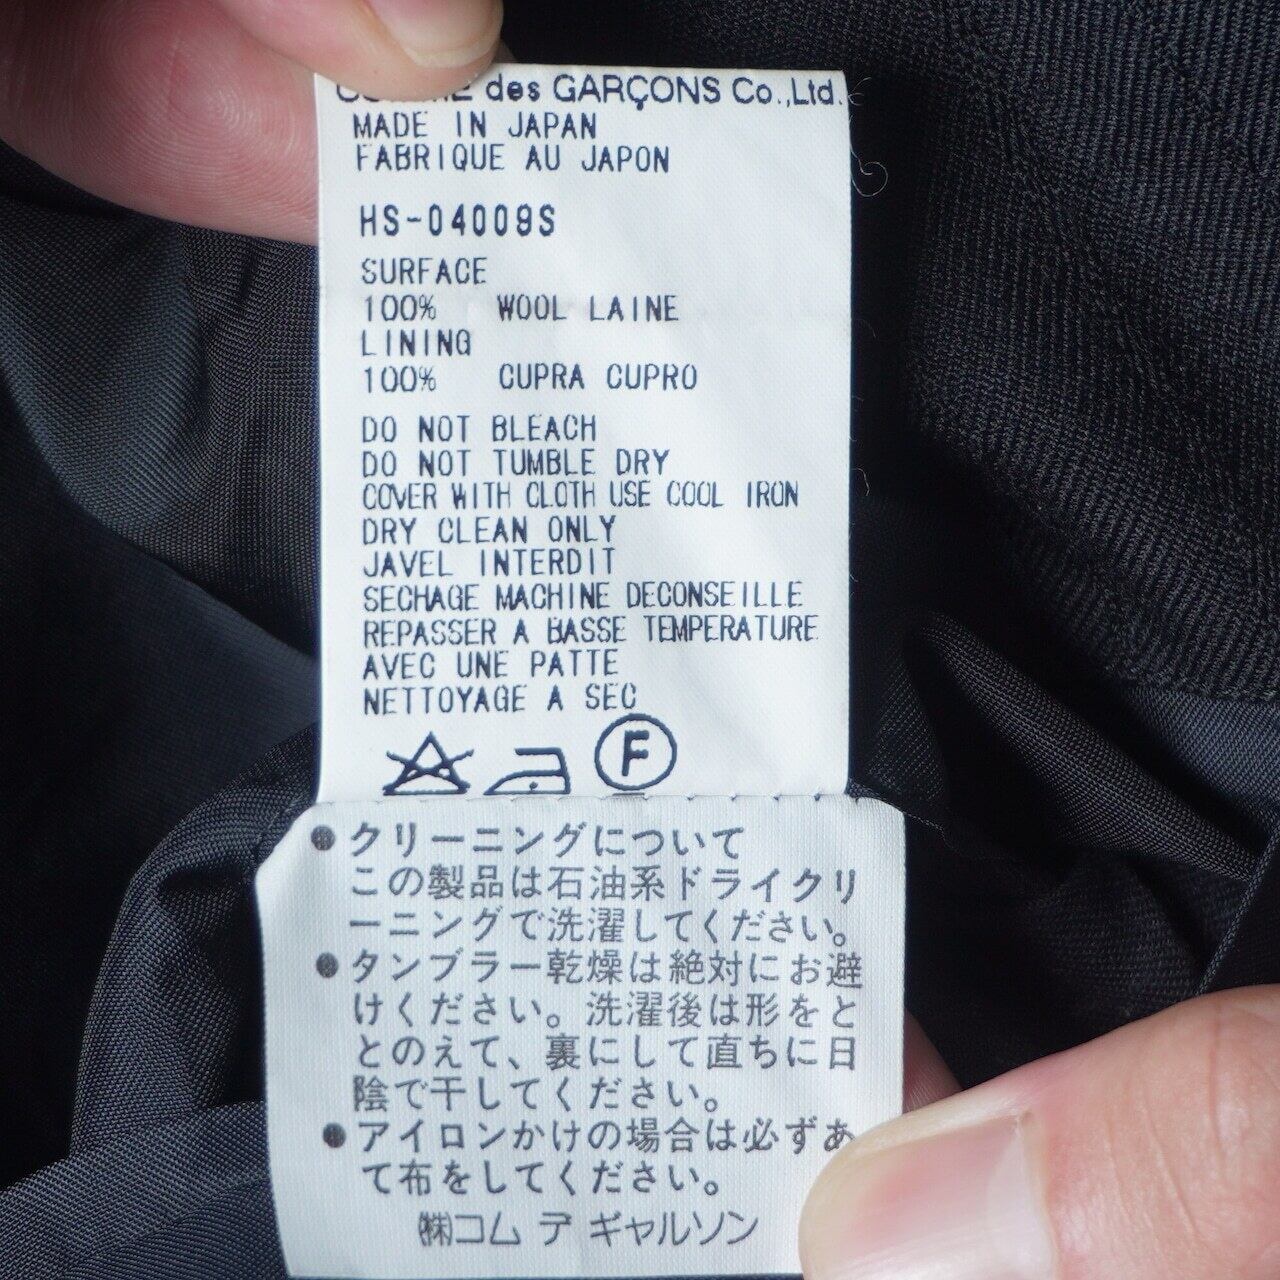 COMME des GARÇONS Co.,Ltd.
MADE IN JAPAN
FABRIQUE AU JAPON
HS-04009S
SURFACE
100% WOOL LAINE
LINING
100% CUPRA CUPRO
DO NOT BLEACH
DO NOT TUMBLE DRY
COVER WITH CLOTH USE COOL IRON
DRY CLEAN ONLY
JAVEL INTERDIT
SECHAGE MACHINE DECONSEILLE
REPASSER A BASSE TEMPERATURE
AVEC UNE PATTE
NETTOYAGE A SEC
F
●クリーニングについて
この製品は石油系ドライクリ
ーニングで洗濯してください。
●タンブラー乾燥は絶対にお避
けください。洗濯後は形をと
とのえて、裏にして直ちに日
陰で干してください。
●アイロンかけの場合は必ずあ
て布をしてください。
㈱コム デ ギャルソン